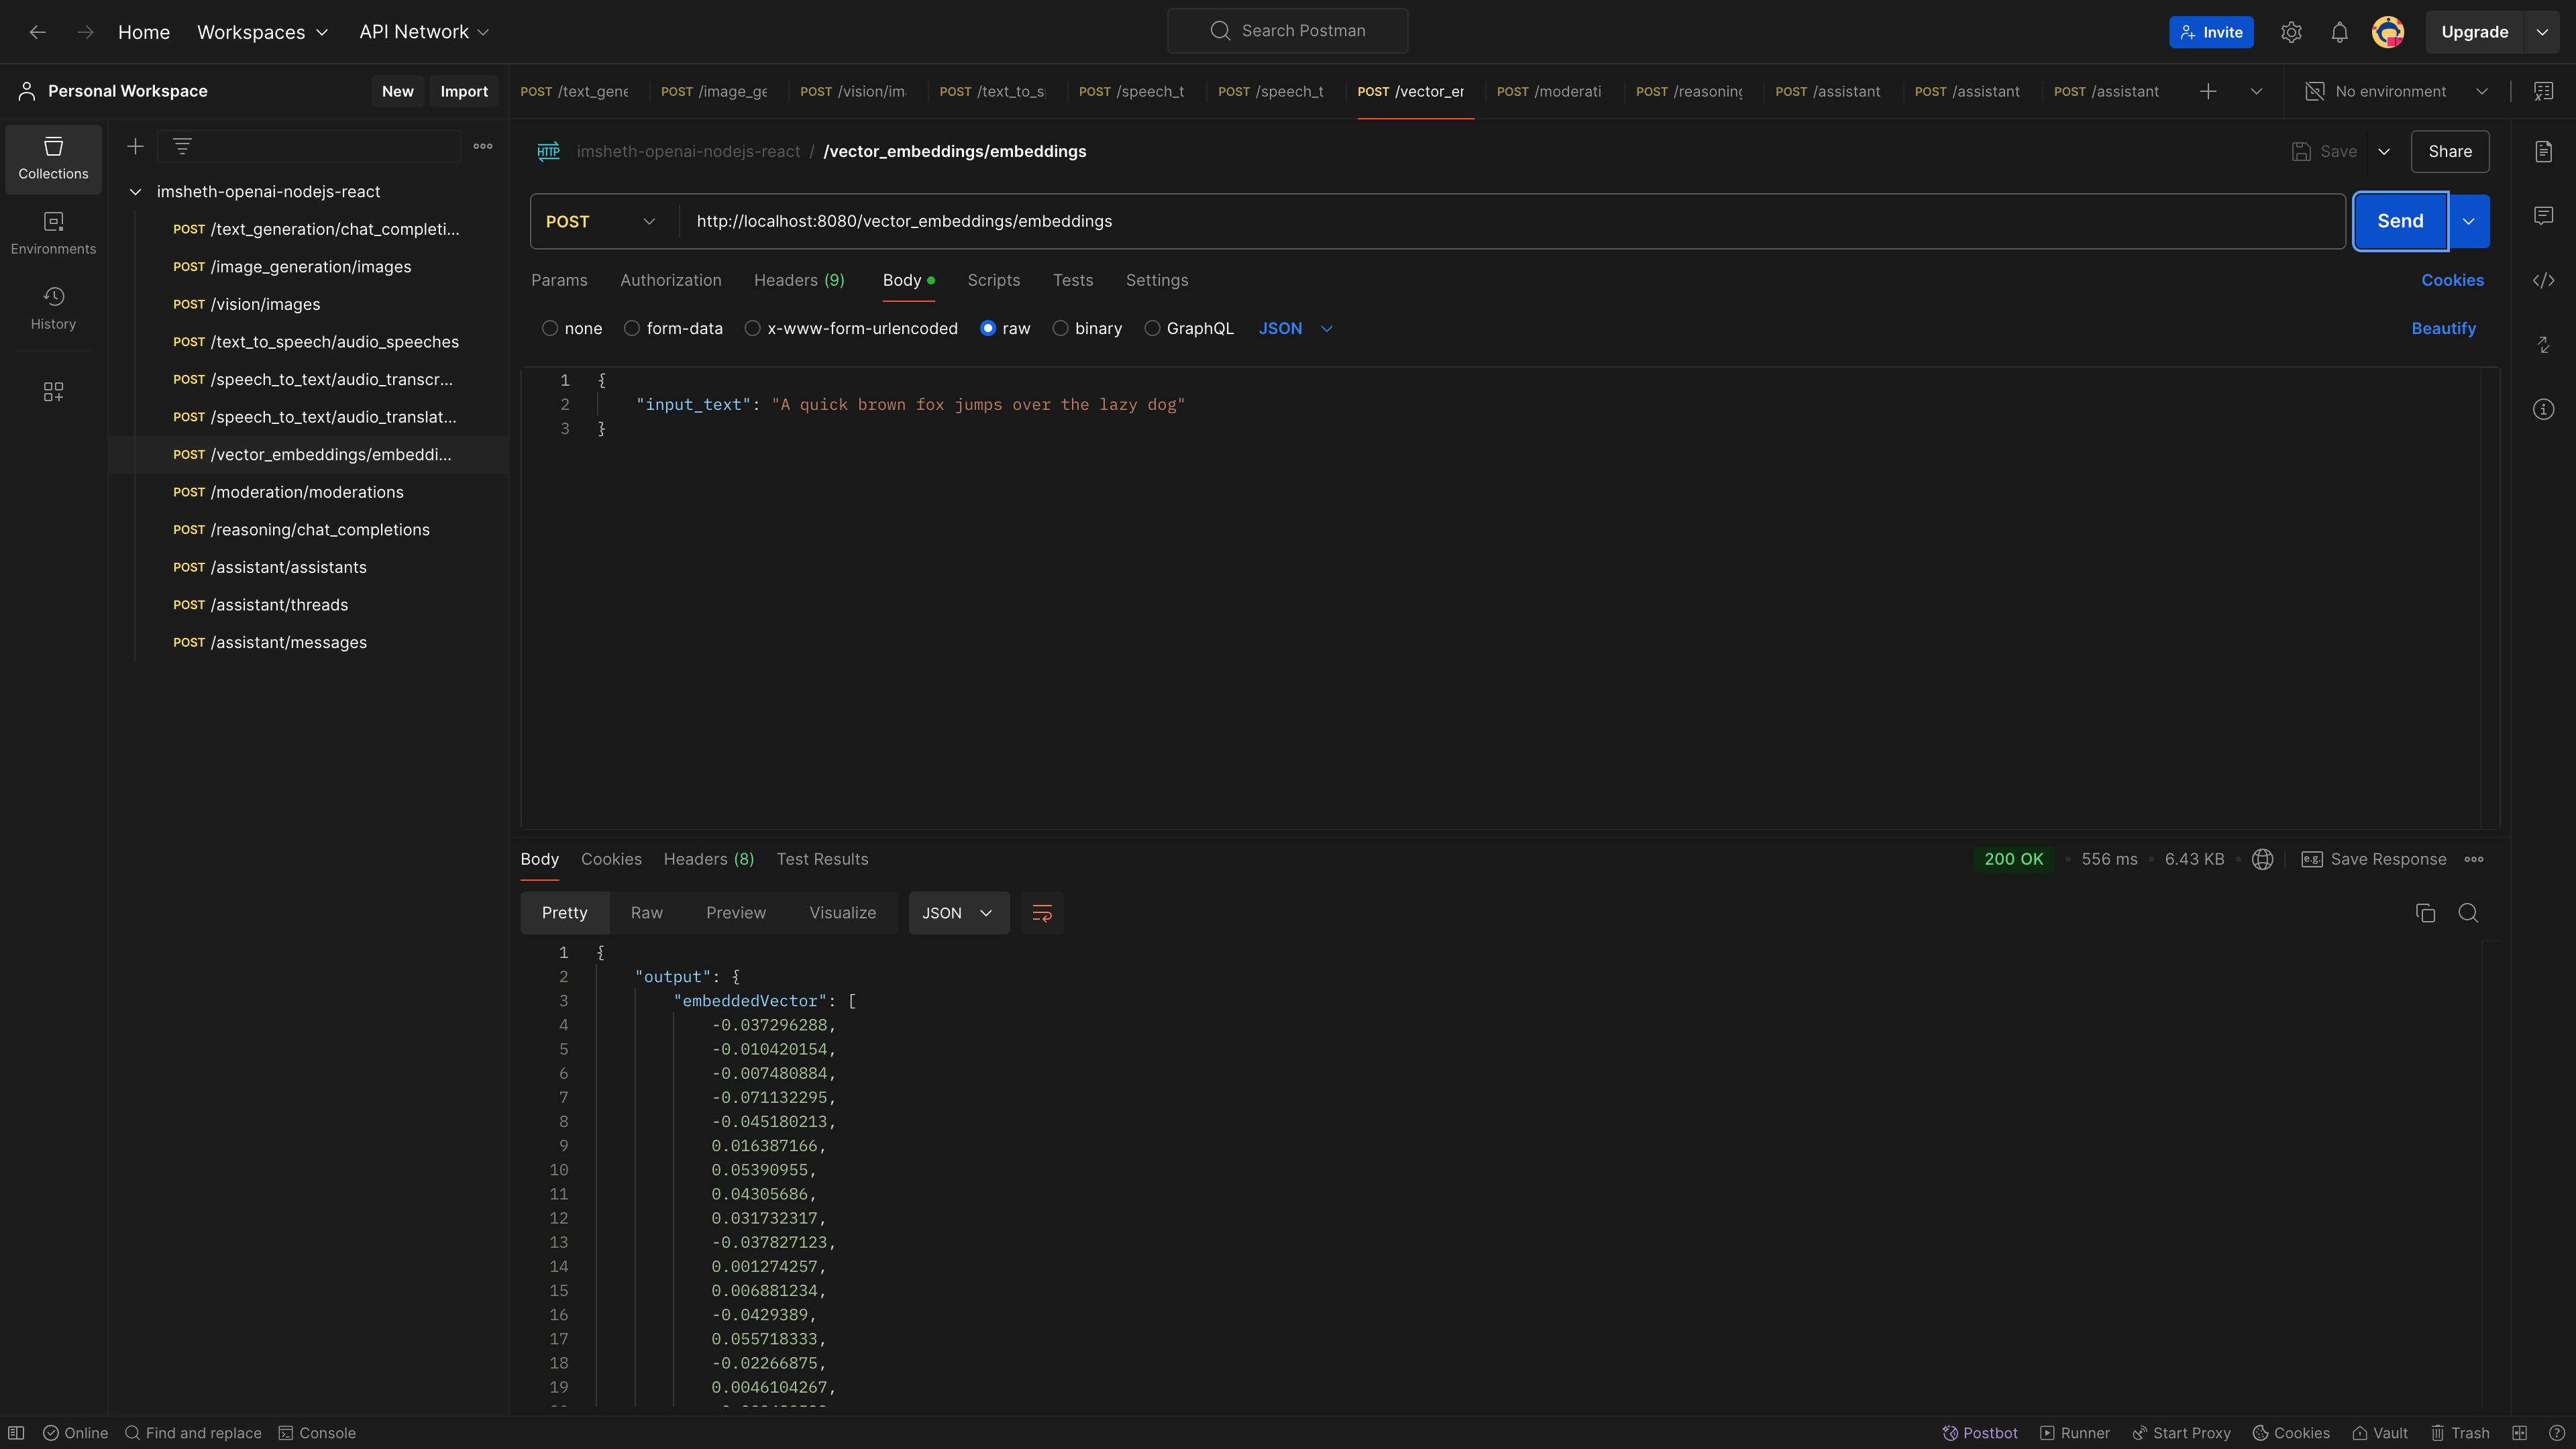 Home Workspaces API Network Search Postman Invite Upgrade
Personal Workspace New Import
POST /text_gene POST /image_ge POST /vision/im POST /text_to_s POST /speech_t POST /speech_t POST /vector_er POST /moderati POST /reasoning POST /assistant POST /assistant POST /assistant No environment
Collections
Environments
History
imsheth-openai-nodejs-react
POST /text_generation/chat_completi...
POST /image_generation/images
POST /vision/images
POST /text_to_speech/audio_speeches
POST /speech_to_text/audio_transcr...
POST /speech_to_text/audio_translat...
POST /vector_embeddings/embeddi...
POST /moderation/moderations
POST /reasoning/chat_completions
POST /assistant/assistants
POST /assistant/threads
POST /assistant/messages
HTTP imsheth-openai-nodejs-react / /vector_embeddings/embeddings Save Share
POST http://localhost:8080/vector_embeddings/embeddings Send
Params Authorization Headers (9) Body Scripts Tests Settings Cookies
none form-data x-www-form-urlencoded raw binary GraphQL JSON Beautify
1 {
2 "input_text": "A quick brown fox jumps over the lazy dog"
3 }
Body Cookies Headers (8) Test Results 200 OK 556 ms 6.43 KB e.g. Save Response
Pretty Raw Preview Visualize JSON
1 {
2 "output": {
3 "embeddedVector": [
4 -0.037296288,
5 -0.010420154,
6 -0.007480884,
7 -0.071132295,
8 -0.045180213,
9 0.016387166,
10 0.05390955,
11 0.04305686,
12 0.031732317,
13 -0.037827123,
14 0.001274257,
15 0.006881234,
16 -0.0429389,
17 0.055718333,
18 -0.02266875,
19 0.0046104267,
Online Find and replace Console Postbot Runner Start Proxy Cookies Vault Trash